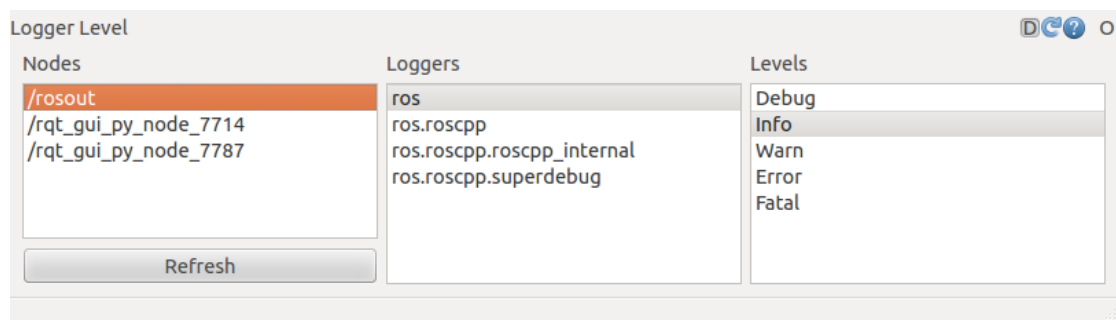 Logger Level
D ? O
Nodes
/rosout
/rqt_gui_py_node_7714
/rqt_gui_py_node_7787
Refresh
Loggers
ros
ros.roscpp
ros.roscpp.roscpp_internal
ros.roscpp.superdebug
Levels
Debug
Info
Warn
Error
Fatal